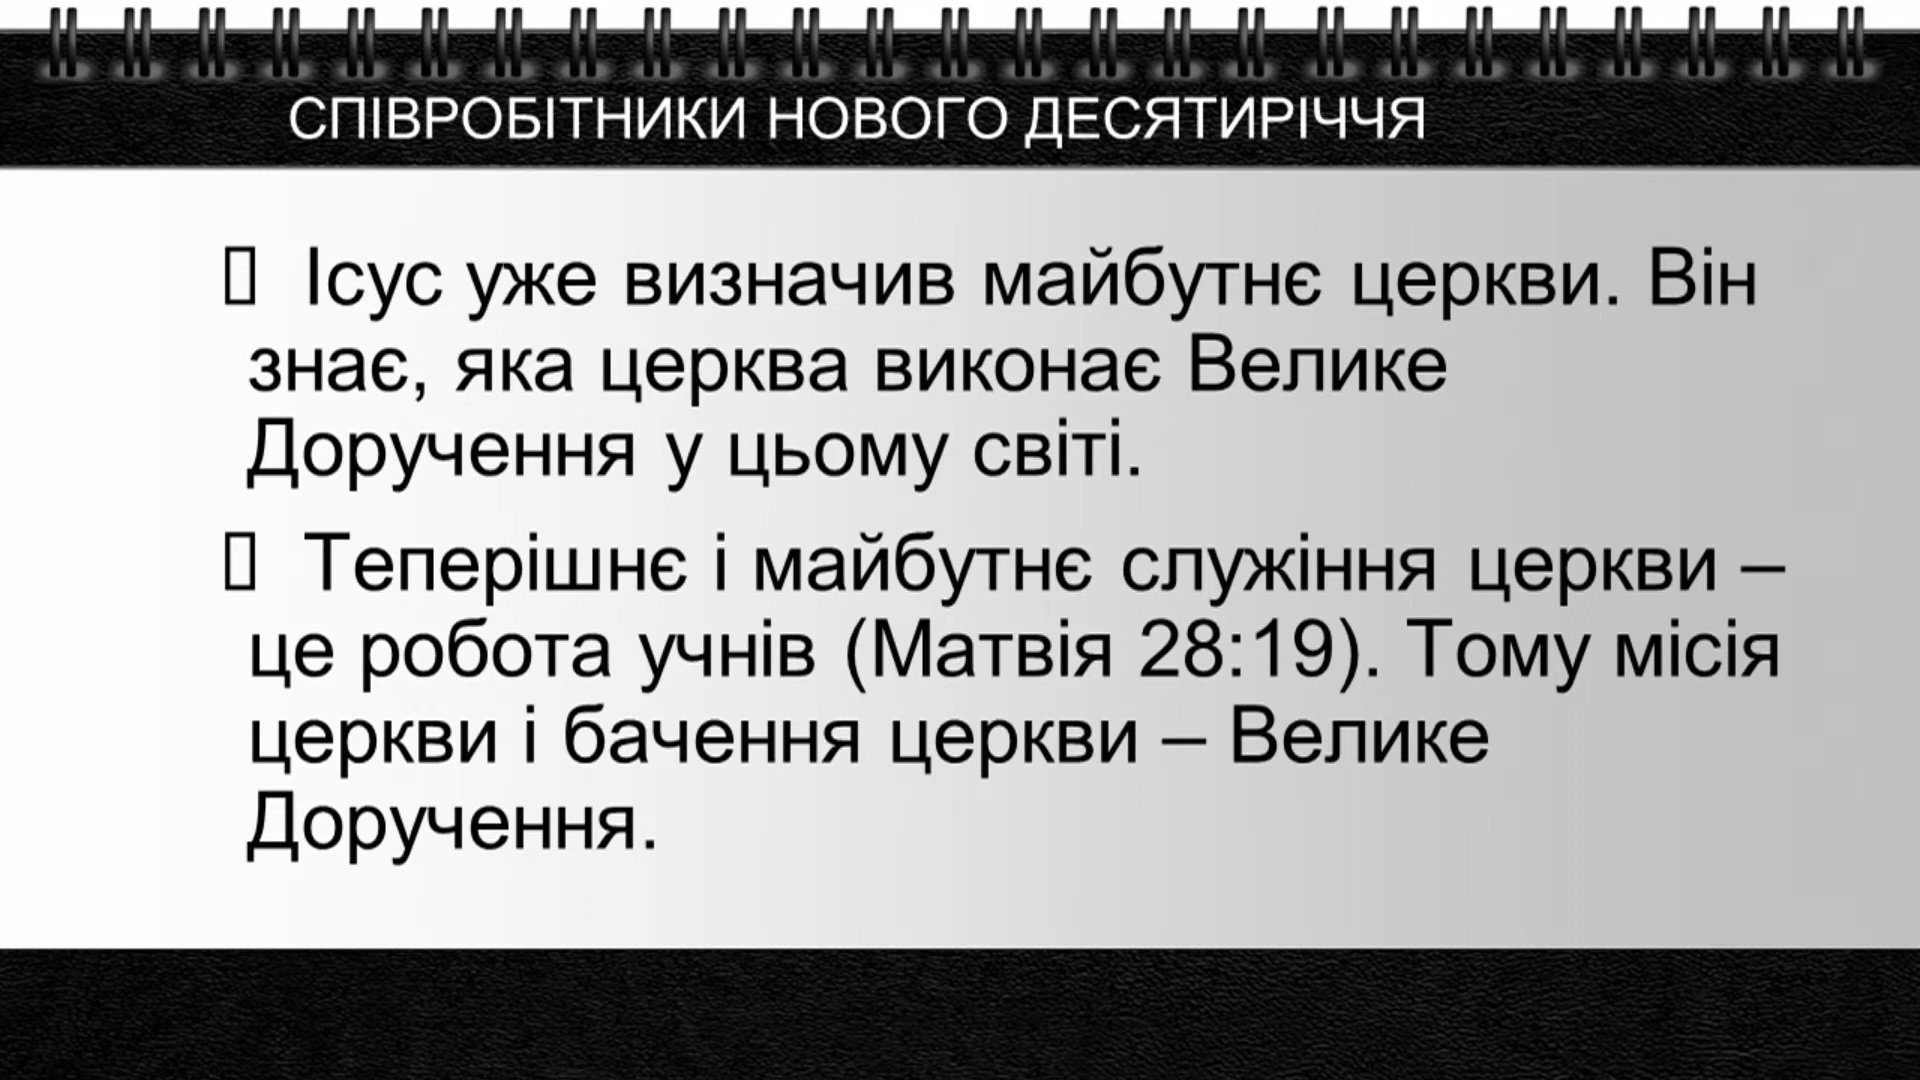 СПІВРОБІТНИКИ НОВОГО ДЕСЯТИРІЧЧЯ
Ісус уже визначив майбутнє церкви. Він
знає, яка церква виконає Велике
Доручення у цьому світі.
Теперішнє і майбутнє служіння церкви –
це робота учнів (Матвія 28:19). Тому місія
церкви і бачення церкви – Велике
Доручення.